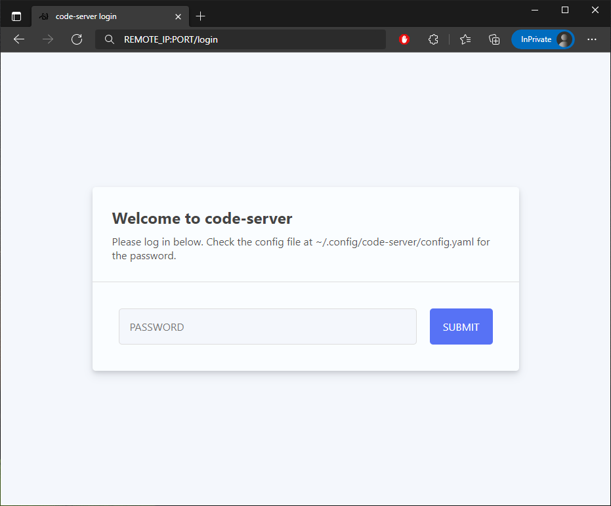 code-server login
REMOTE_IP:PORT/login
InPrivate
Welcome to code-server
Please log in below. Check the config file at ~/.config/code-server/config.yaml for
the password.
PASSWORD
SUBMIT